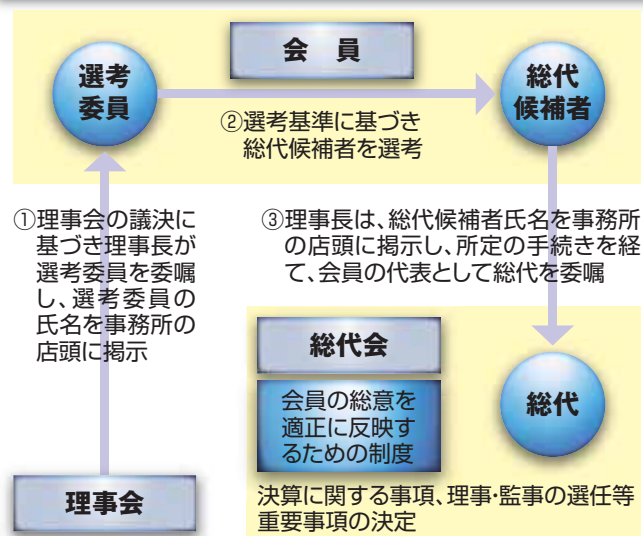 会 員
選考
委員
総代
候補者
②選考基準に基づき
総代候補者を選考
①理事会の議決に
基づき理事長が
選考委員を委嘱
し、選考委員の
氏名を事務所の
店頭に掲示
③理事長は、総代候補者氏名を事務所
の店頭に掲示し、所定の手続きを経
て、会員の代表として総代を委嘱
総代会
会員の総意を
適正に反映す
るための制度
総代
理事会
決算に関する事項、理事・監事の選任等
重要事項の決定